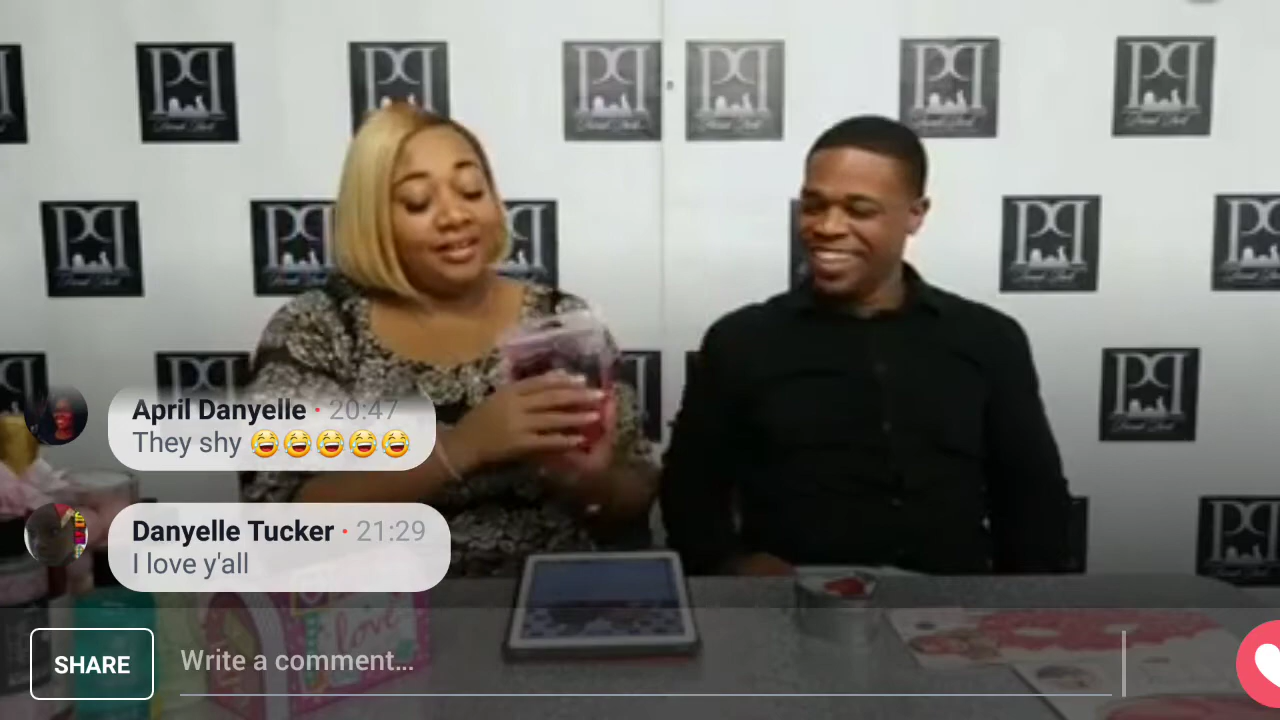 April Danyelle • 20:47
They shy 😂😂😂😂😂
Danyelle Tucker • 21:29
I love y'all
love
SHARE
Write a comment...